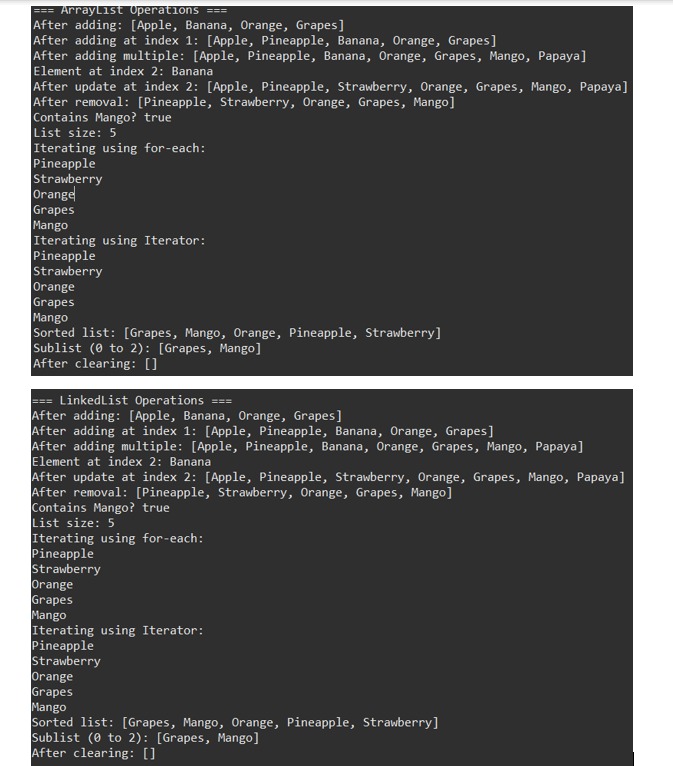 === ArrayList Operations ===
After adding: [Apple, Banana, Orange, Grapes]
After adding at index 1: [Apple, Pineapple, Banana, Orange, Grapes]
After adding multiple: [Apple, Pineapple, Banana, Orange, Grapes, Mango, Papaya]
Element at index 2: Banana
After update at index 2: [Apple, Pineapple, Strawberry, Orange, Grapes, Mango, Papaya]
After removal: [Pineapple, Strawberry, Orange, Grapes, Mango]
Contains Mango? true
List size: 5
Iterating using for-each:
Pineapple
Strawberry
Orange
Grapes
Mango
Iterating using Iterator:
Pineapple
Strawberry
Orange
Grapes
Mango
Sorted list: [Grapes, Mango, Orange, Pineapple, Strawberry]
Sublist (0 to 2): [Grapes, Mango]
After clearing: []
=== LinkedList Operations ===
After adding: [Apple, Banana, Orange, Grapes]
After adding at index 1: [Apple, Pineapple, Banana, Orange, Grapes]
After adding multiple: [Apple, Pineapple, Banana, Orange, Grapes, Mango, Papaya]
Element at index 2: Banana
After update at index 2: [Apple, Pineapple, Strawberry, Orange, Grapes, Mango, Papaya]
After removal: [Pineapple, Strawberry, Orange, Grapes, Mango]
Contains Mango? true
List size: 5
Iterating using for-each:
Pineapple
Strawberry
Orange
Grapes
Mango
Iterating using Iterator:
Pineapple
Strawberry
Orange
Grapes
Mango
Sorted list: [Grapes, Mango, Orange, Pineapple, Strawberry]
Sublist (0 to 2): [Grapes, Mango]
After clearing: []